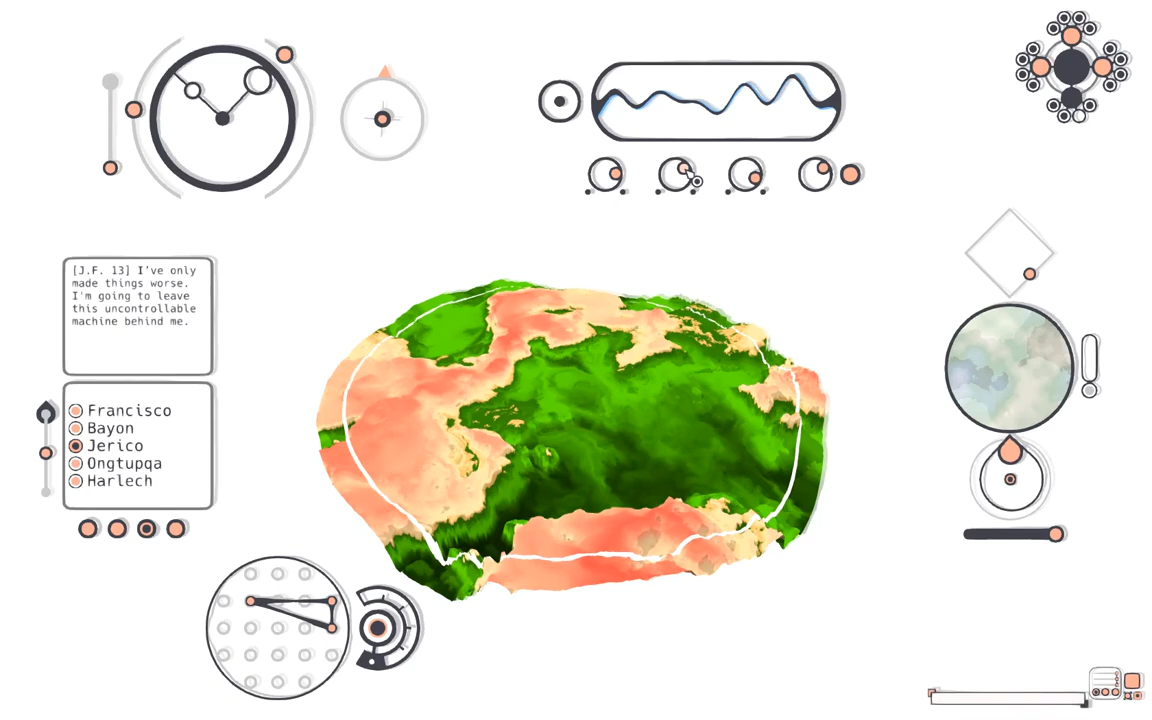 [J.F. 13] I've only
made things worse.
I'm going to leave
this uncontrollable
machine behind me.
Francisco
Bayon
Jerico
Ongtupqa
Harlech